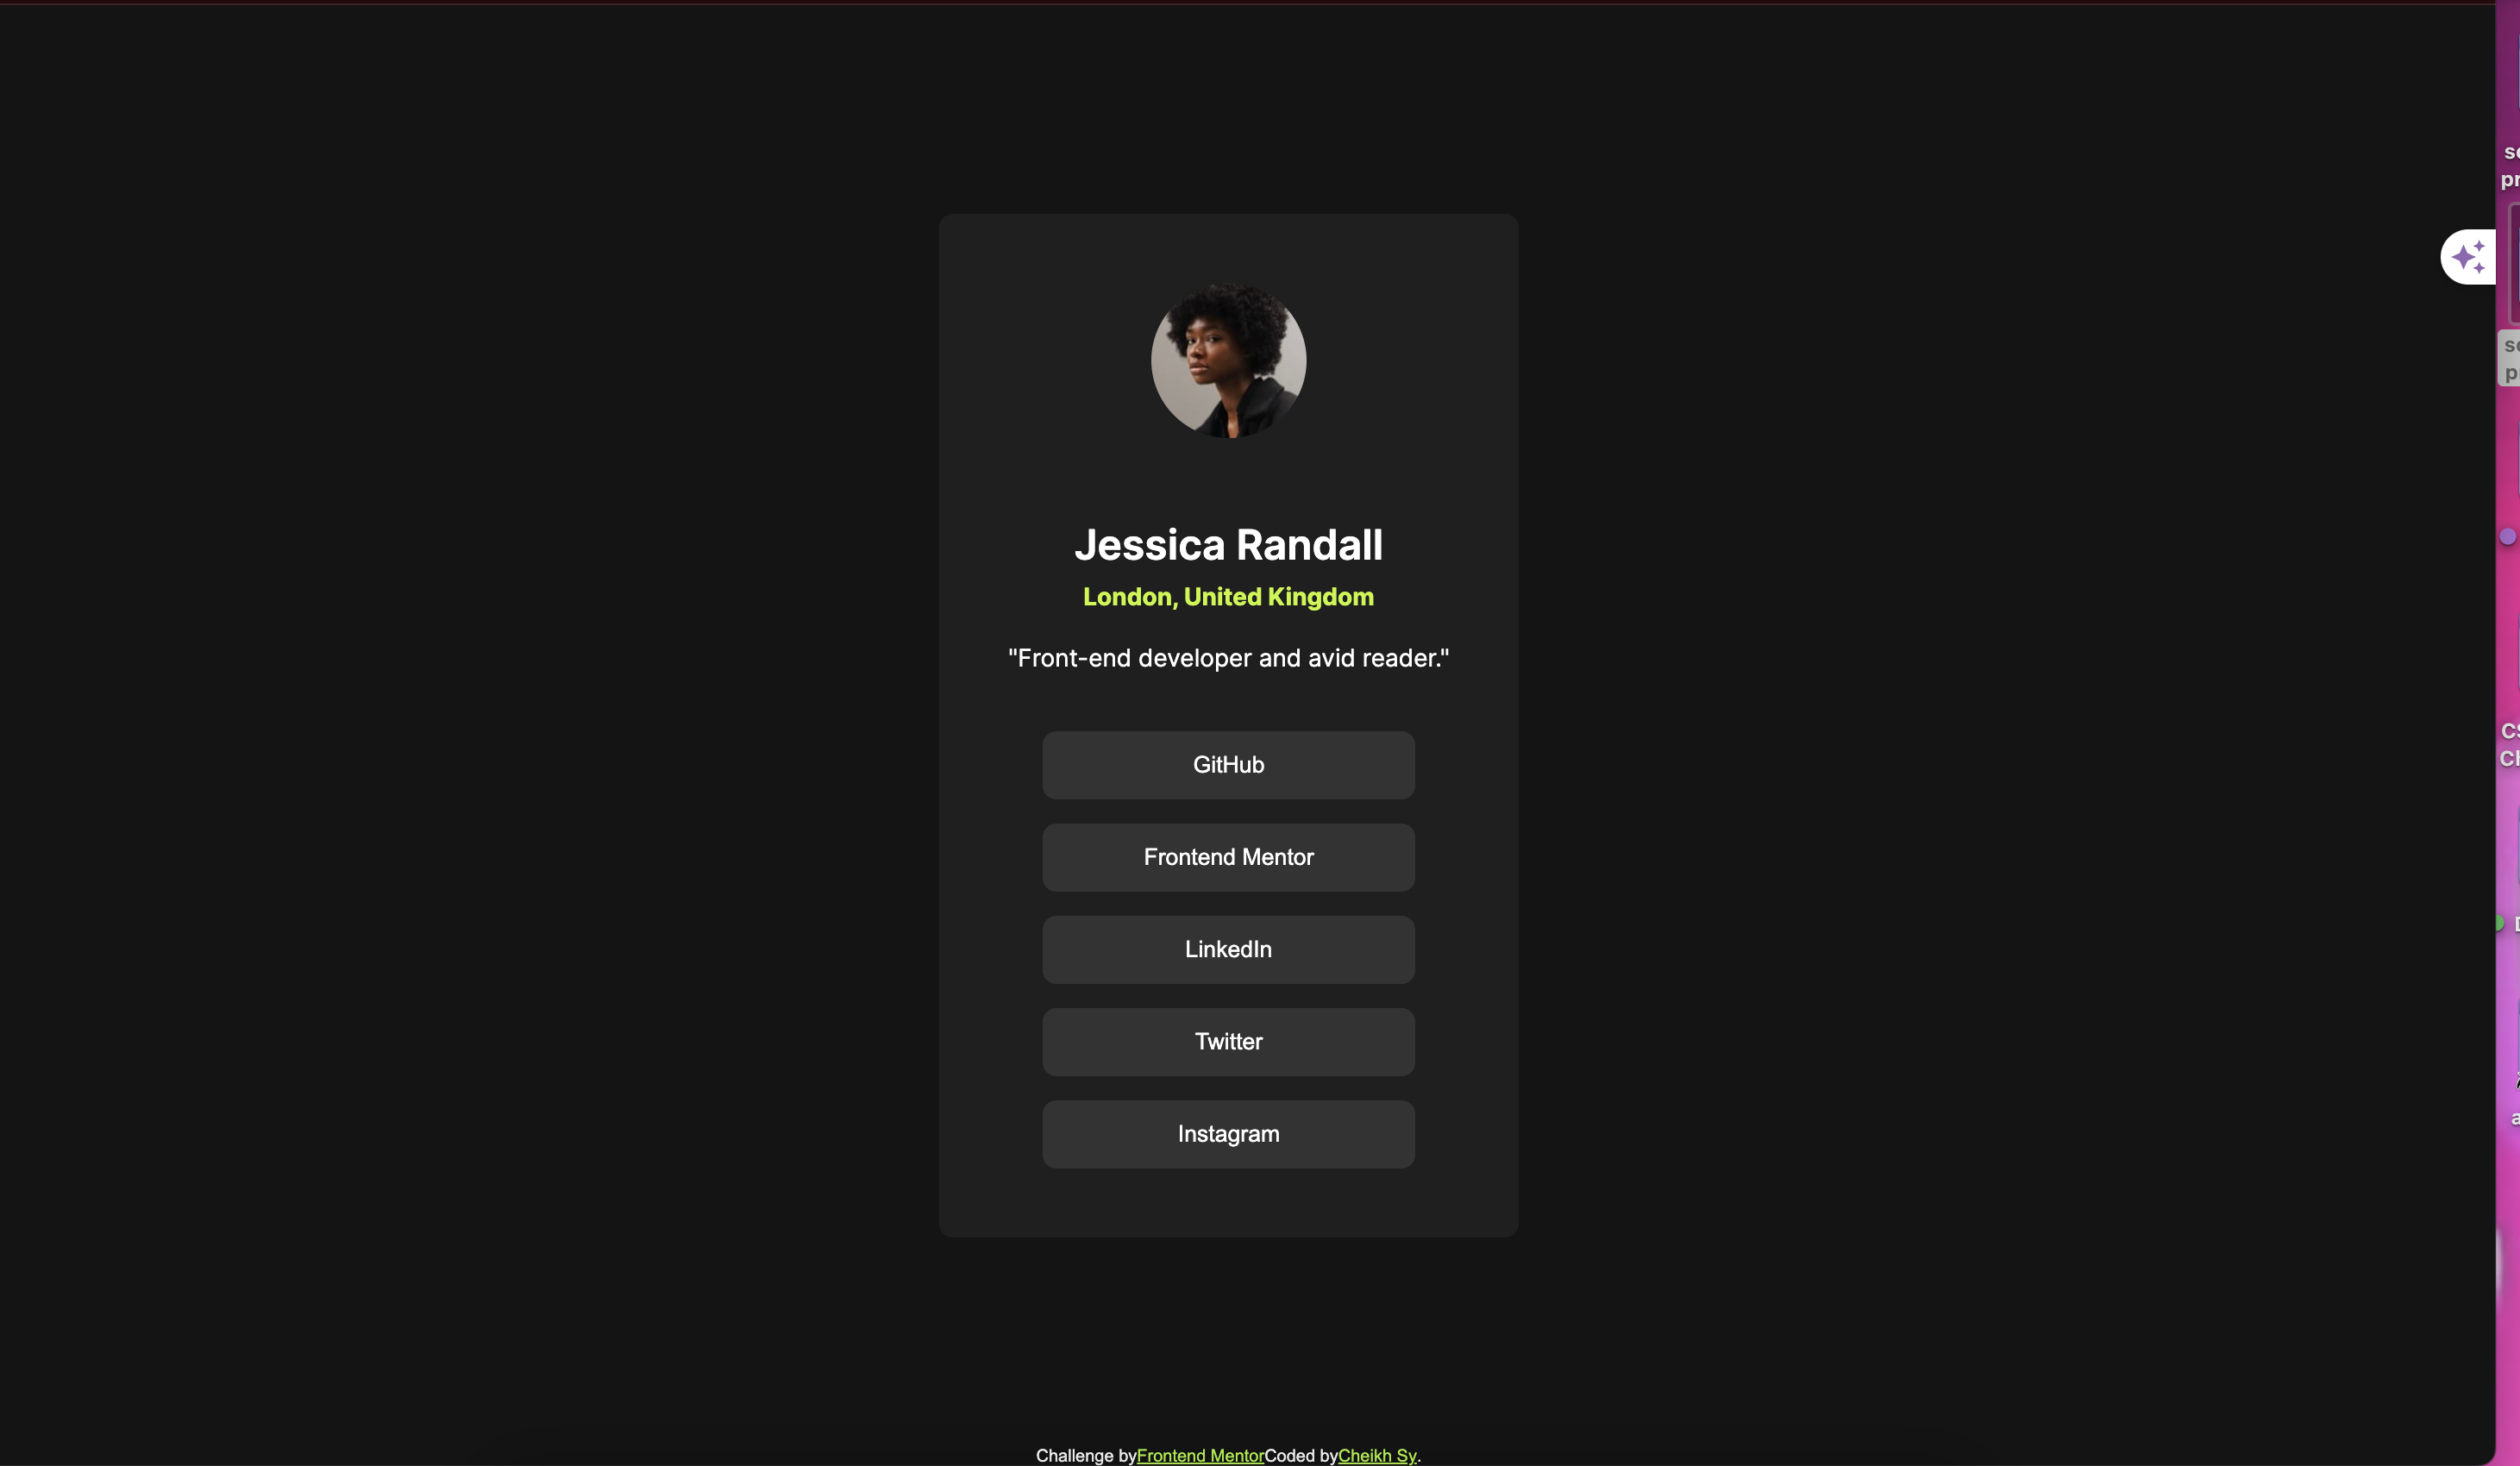 Jessica Randall
London, United Kingdom
"Front-end developer and avid reader."
GitHub
Frontend Mentor
LinkedIn
Twitter
Instagram
Challenge byFrontend MentorCoded byCheikh Sy.